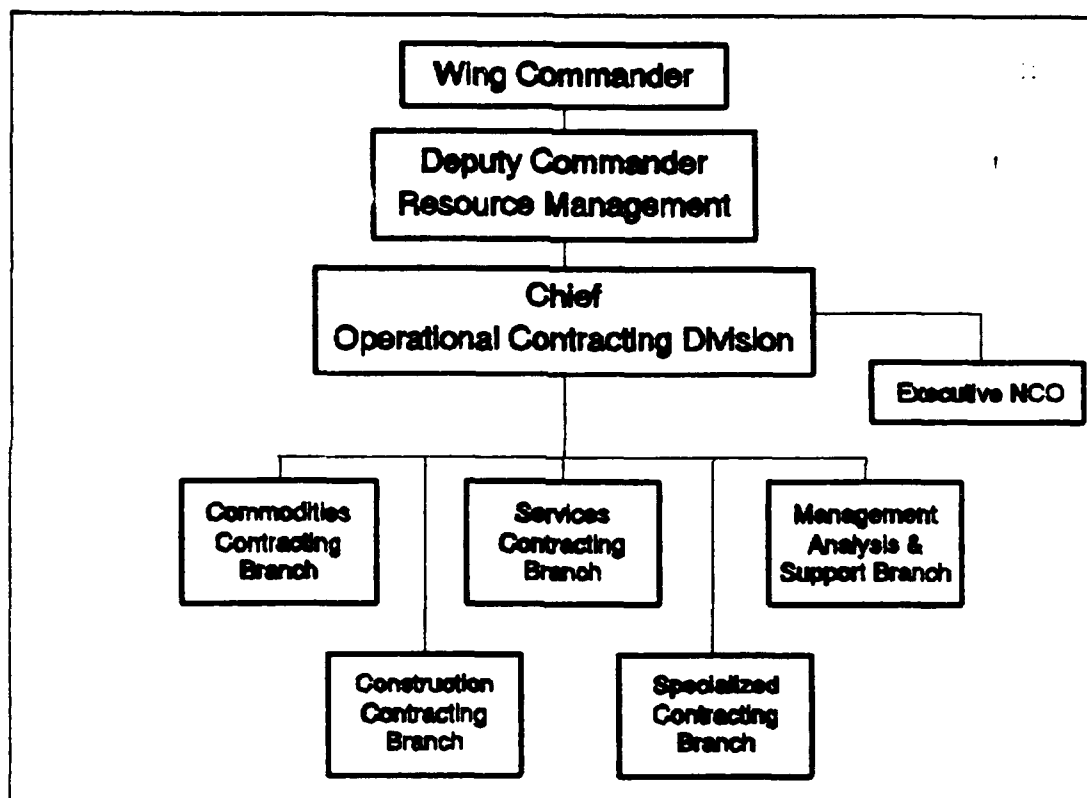 Wing Commander
Deputy Commander
Resource Management
Chief
Operational Contracting Division
Executive NCO
Commodities
Contracting
Branch
Services
Contracting
Branch
Management
Analysis &
Support Branch
Construction
Contracting
Branch
Specialized
Contracting
Branch